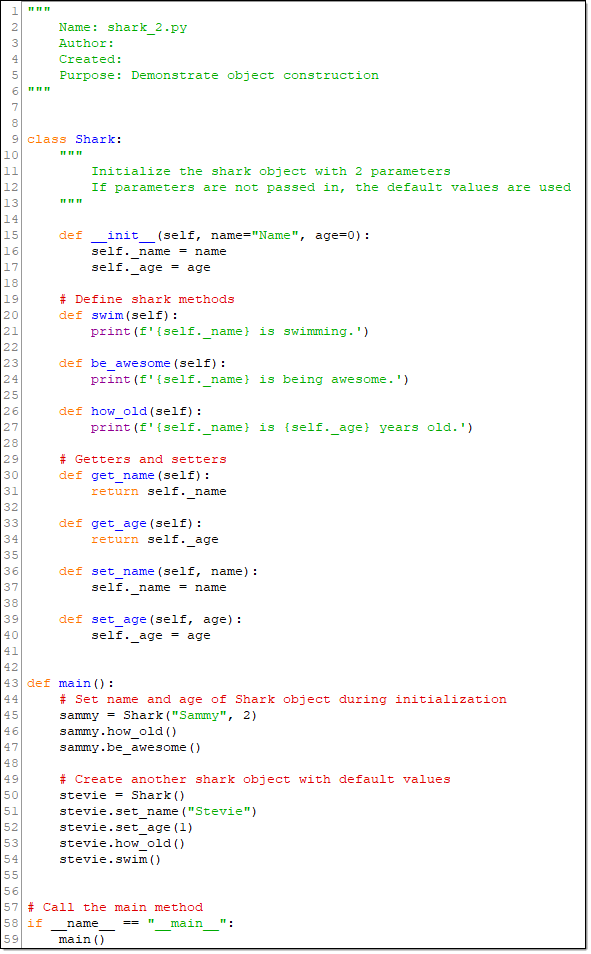 1 """
2     Name: shark_2.py
3     Author:
4     Created:
5     Purpose: Demonstrate object construction
6 """
7
8
9 class Shark:
10     """
11         Initialize the shark object with 2 parameters
12         If parameters are not passed in, the default values are used
13     """
14
15     def __init__(self, name="Name", age=0):
16         self._name = name
17         self._age = age
18
19     # Define shark methods
20     def swim(self):
21         print(f'{self._name} is swimming.')
22
23     def be_awesome(self):
24         print(f'{self._name} is being awesome.')
25
26     def how_old(self):
27         print(f'{self._name} is {self._age} years old.')
28
29     # Getters and setters
30     def get_name(self):
31         return self._name
32
33     def get_age(self):
34         return self._age
35
36     def set_name(self, name):
37         self._name = name
38
39     def set_age(self, age):
40         self._age = age
41
42
43 def main():
44     # Set name and age of Shark object during initialization
45     sammy = Shark("Sammy", 2)
46     sammy.how_old()
47     sammy.be_awesome()
48
49     # Create another shark object with default values
50     stevie = Shark()
51     stevie.set_name("Stevie")
52     stevie.set_age(1)
53     stevie.how_old()
54     stevie.swim()
55
56
57 # Call the main method
58 if __name__ == "__main__":
59     main()